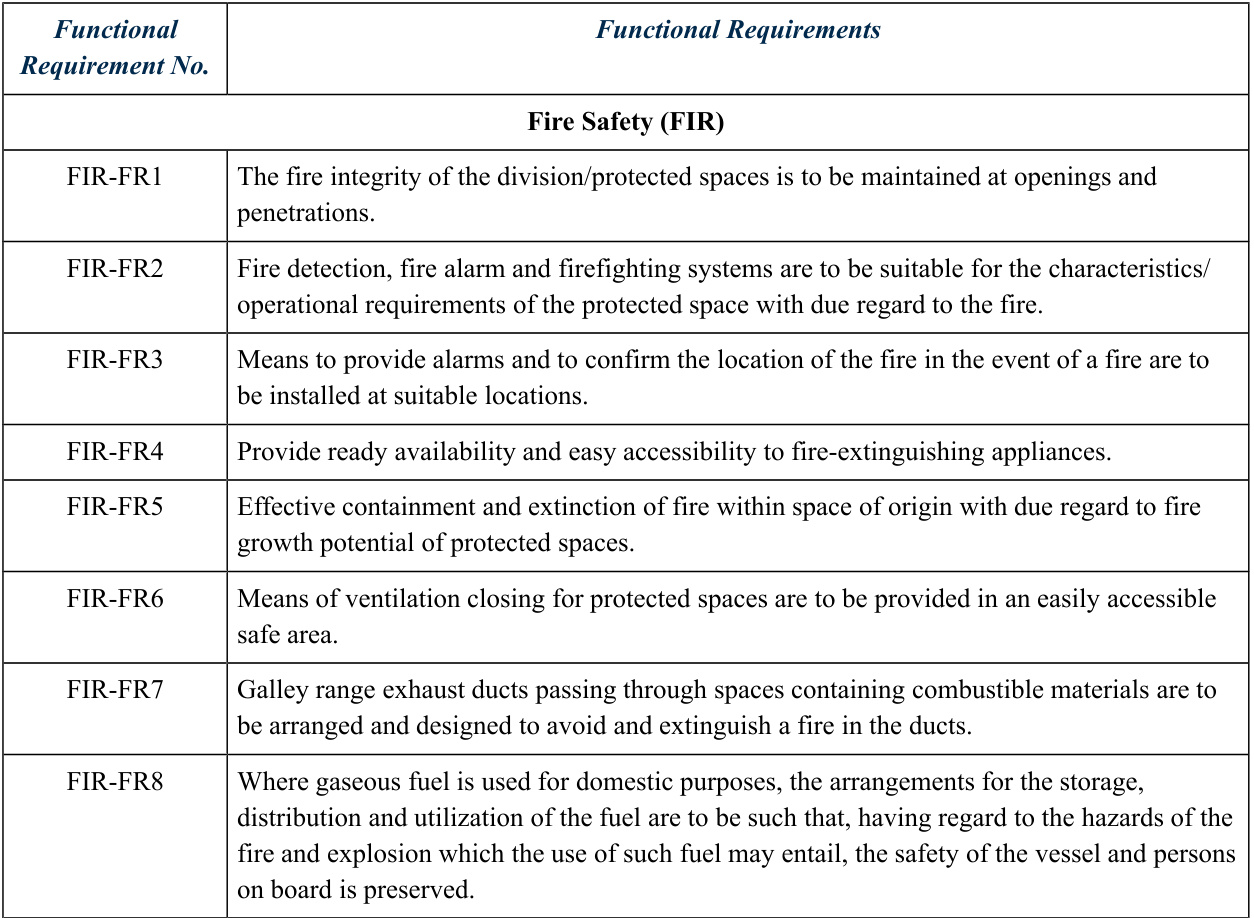 Functional
Requirement No.
Functional Requirements
Fire Safety (FIR)
FIR-FR1
The fire integrity of the division/protected spaces is to be maintained at openings and
penetrations.
FIR-FR2
Fire detection, fire alarm and firefighting systems are to be suitable for the characteristics/
operational requirements of the protected space with due regard to the fire.
FIR-FR3
Means to provide alarms and to confirm the location of the fire in the event of a fire are to
be installed at suitable locations.
FIR-FR4
Provide ready availability and easy accessibility to fire-extinguishing appliances.
FIR-FR5
Effective containment and extinction of fire within space of origin with due regard to fire
growth potential of protected spaces.
FIR-FR6
Means of ventilation closing for protected spaces are to be provided in an easily accessible
safe area.
FIR-FR7
Galley range exhaust ducts passing through spaces containing combustible materials are to
be arranged and designed to avoid and extinguish a fire in the ducts.
FIR-FR8
Where gaseous fuel is used for domestic purposes, the arrangements for the storage,
distribution and utilization of the fuel are to be such that, having regard to the hazards of the
fire and explosion which the use of such fuel may entail, the safety of the vessel and persons
on board is preserved.